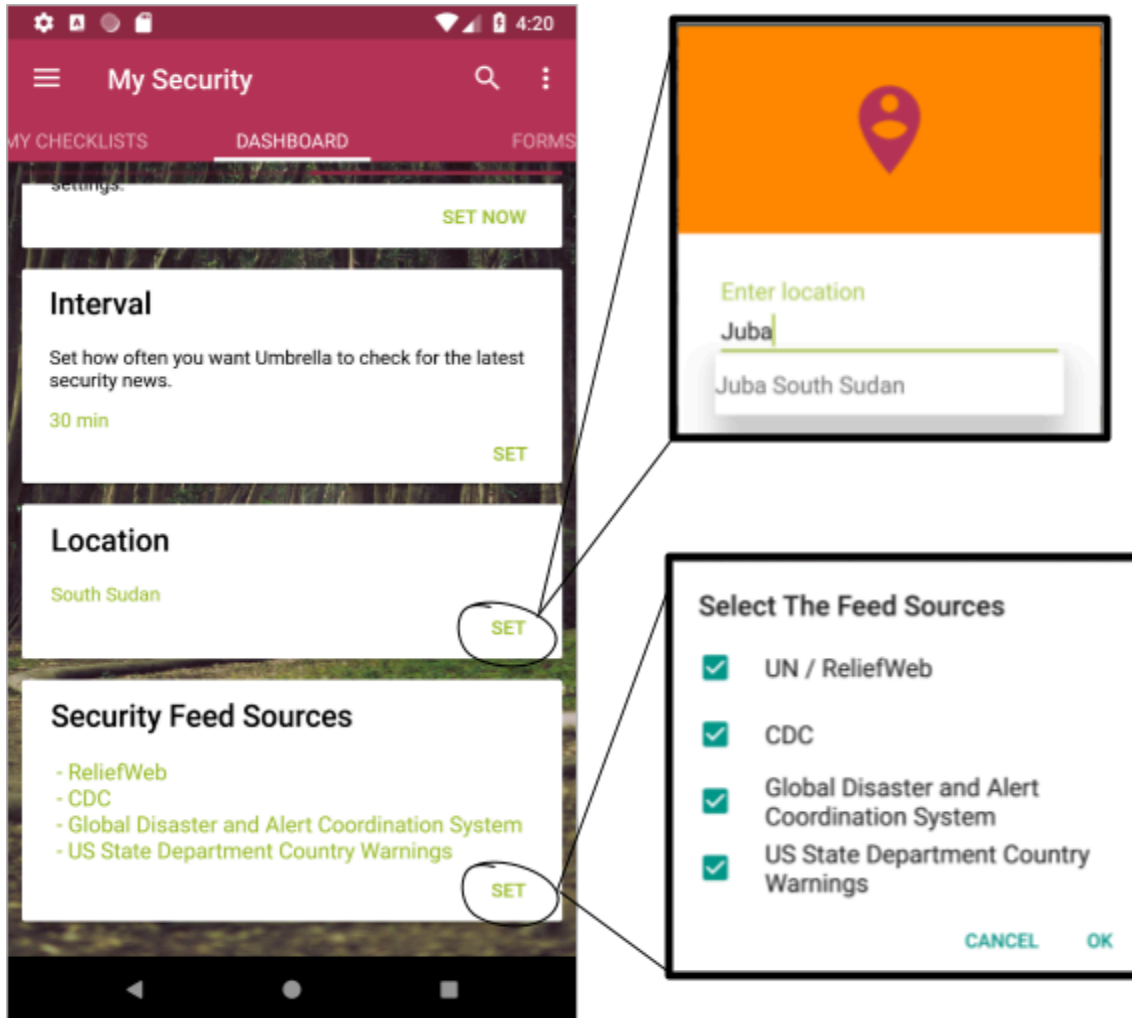 4:20
My Security
MY CHECKLISTS DASHBOARD FORMS
settings.
SET NOW
Interval
Set how often you want Umbrella to check for the latest
security news.
30 min
SET
Location
South Sudan
SET
Security Feed Sources
- ReliefWeb
- CDC
- Global Disaster and Alert Coordination System
- US State Department Country Warnings
SET
Enter location
Juba
Juba South Sudan
Select The Feed Sources
UN / ReliefWeb
CDC
Global Disaster and Alert
Coordination System
US State Department Country
Warnings
CANCEL OK